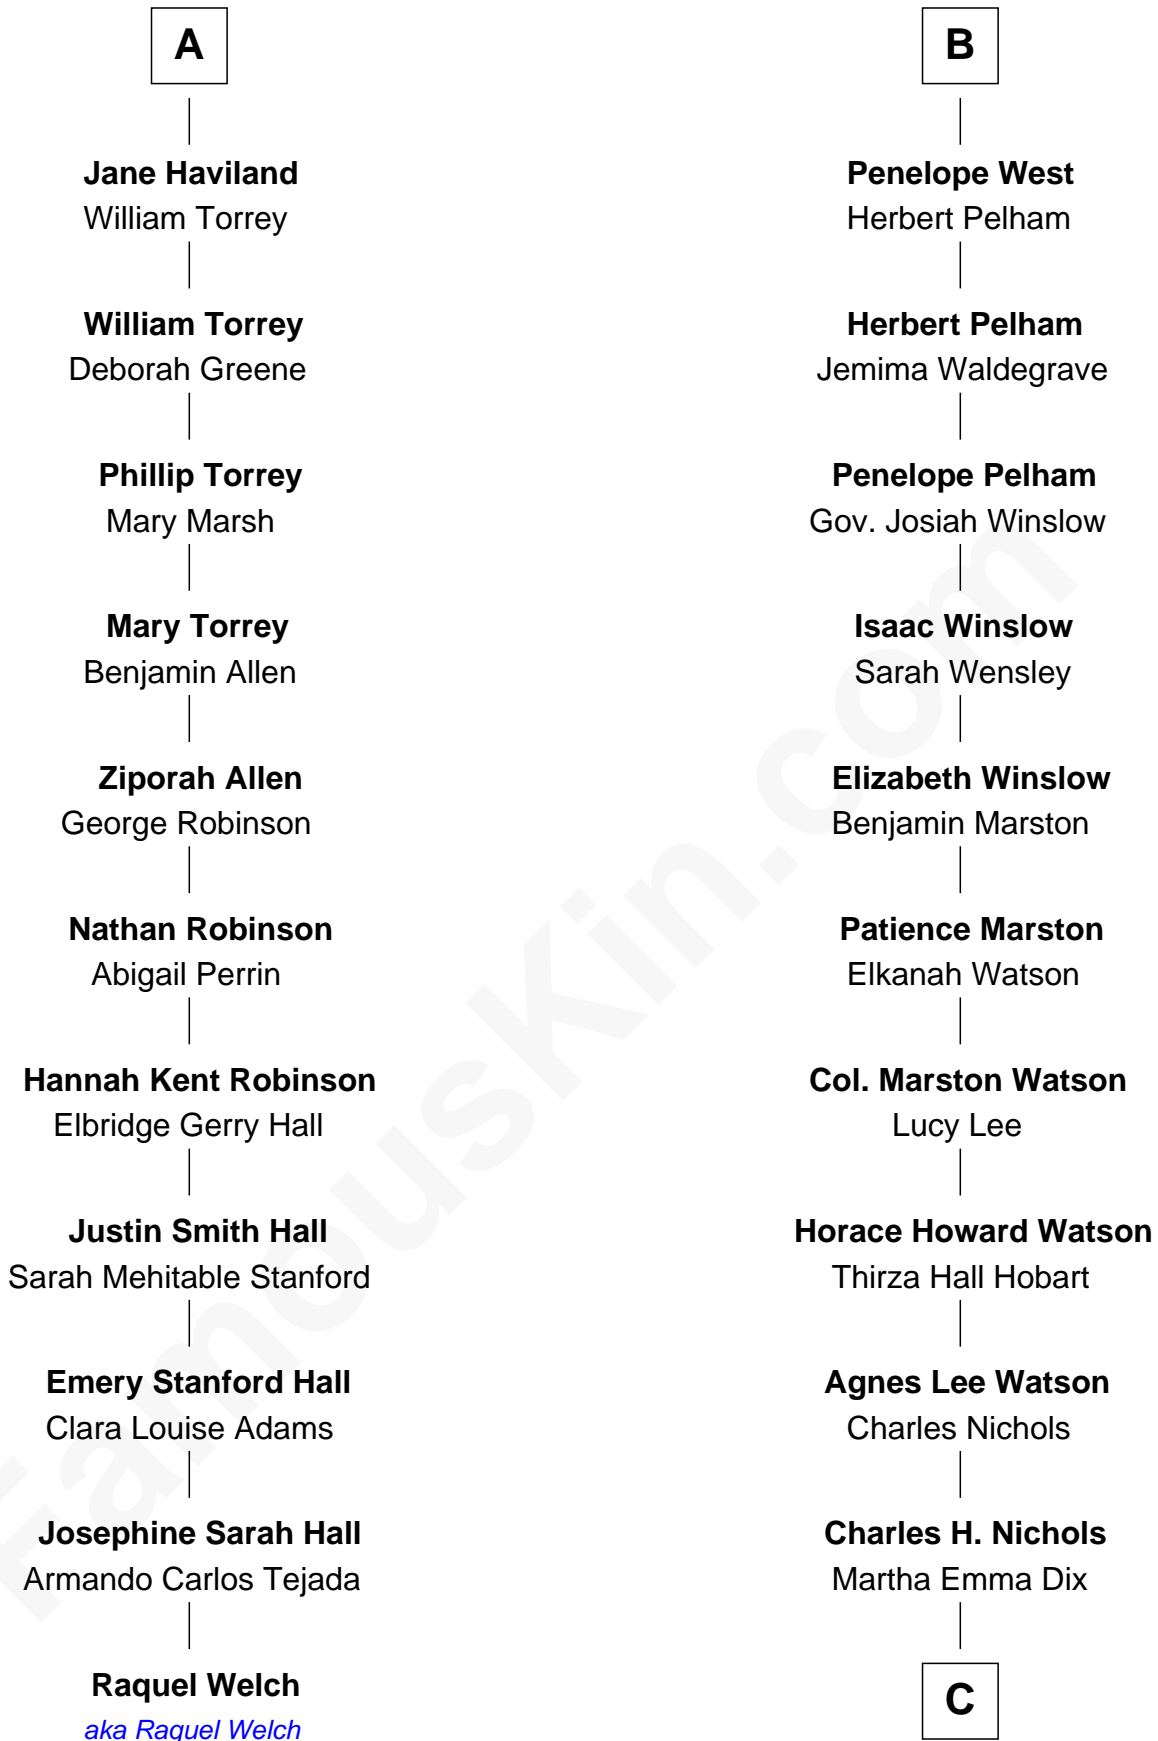 A
Jane Haviland
William Torrey
William Torrey
Deborah Greene
Phillip Torrey
Mary Marsh
Mary Torrey
Benjamin Allen
Ziporah Allen
George Robinson
Nathan Robinson
Abigail Perrin
Hannah Kent Robinson
Elbridge Gerry Hall
Justin Smith Hall
Sarah Mehitable Stanford
Emery Stanford Hall
Clara Louise Adams
Josephine Sarah Hall
Armando Carlos Tejada
Raquel Welch
aka Raquel Welch
B
Penelope West
Herbert Pelham
Herbert Pelham
Jemima Waldegrave
Penelope Pelham
Gov. Josiah Winslow
Isaac Winslow
Sarah Wensley
Elizabeth Winslow
Benjamin Marston
Patience Marston
Elkanah Watson
Col. Marston Watson
Lucy Lee
Horace Howard Watson
Thirza Hall Hobart
Agnes Lee Watson
Charles Nichols
Charles H. Nichols
Martha Emma Dix
C
FamousKin.com